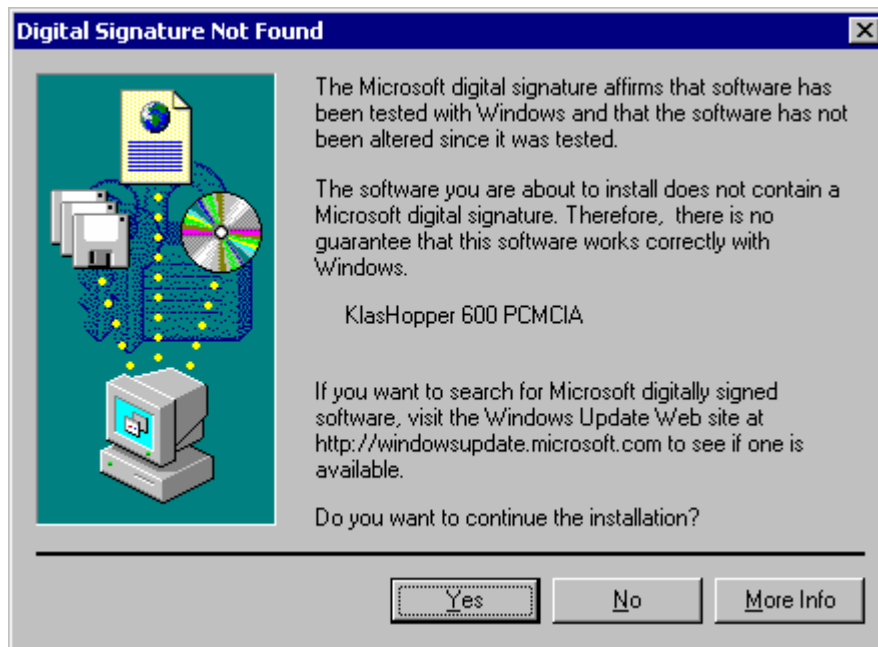 Digital Signature Not Found
The Microsoft digital signature affirms that software has
been tested with Windows and that the software has not
been altered since it was tested.
The software you are about to install does not contain a
Microsoft digital signature. Therefore,  there is no
guarantee that this software works correctly with
Windows.
KlasHopper 600 PCMCIA
If you want to search for Microsoft digitally signed
software, visit the Windows Update Web site at
http://windowsupdate.microsoft.com to see if one is
available.
Do you want to continue the installation?
Yes No More Info